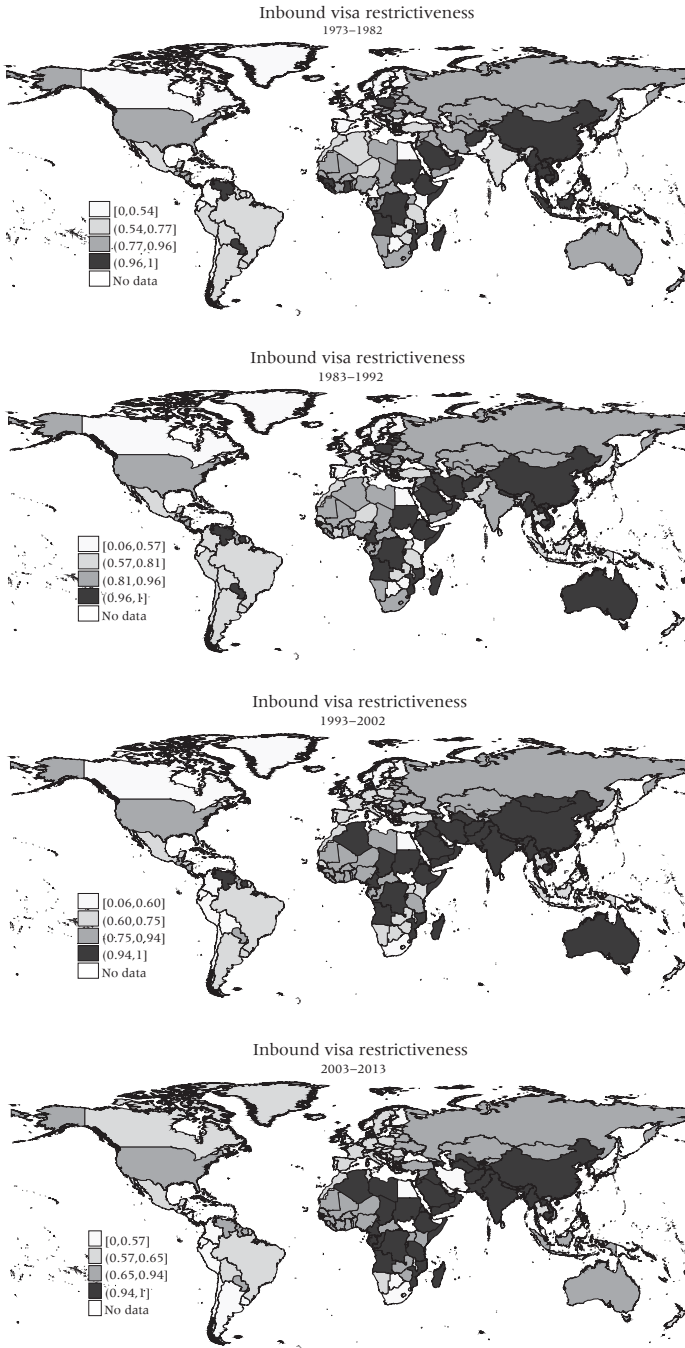 Inbound visa restrictiveness
1973–1982
[0,0.54]
(0.54,0.77]
(0.77,0.96]
(0.96,1]
No data
Inbound visa restrictiveness
1983–1992
[0.06,0.57]
(0.57,0.81]
(0.81,0.96]
(0.96,1]
No data
Inbound visa restrictiveness
1993–2002
[0.06,0.60]
(0.60,0.75]
(0.75,0.94]
(0.94,1]
No data
Inbound visa restrictiveness
2003–2013
[0,0.57]
(0.57,0.65]
(0.65,0.94]
(0.94,1]
No data